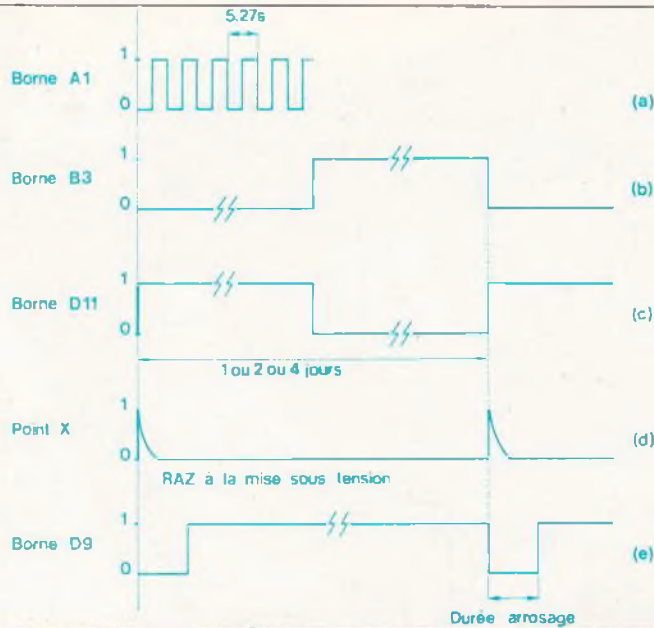 5.27s
Borne A1
1
0
(a)
Borne B3
1
0
(b)
Borne D11
1
0
(c)
1 ou 2 ou 4 jours
Point X
1
0
(d)
RAZ à la mise sous tension
Borne D9
1
0
(e)
Durée arrosage